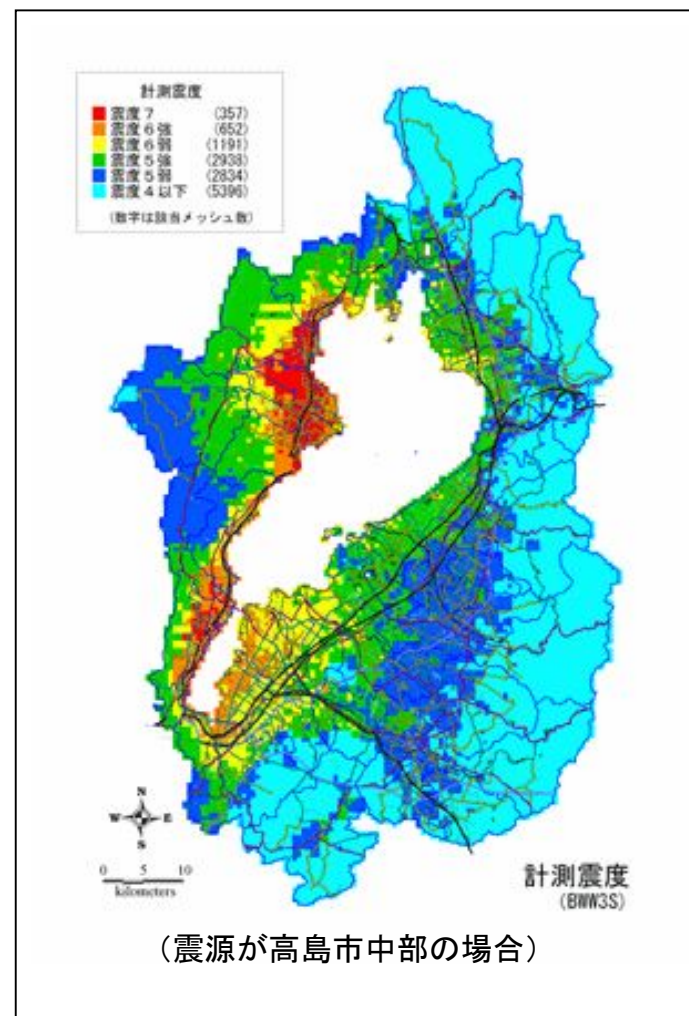 計測震度
震度7 (357)
震度6強 (652)
震度6弱 (1191)
震度5強 (2938)
震度5弱 (2834)
震度4以下 (5396)
(数字は該当メッシュ数)
N
W E
S
0 5 10
kilometers
計測震度
(BWW3S)
（震源が高島市中部の場合）